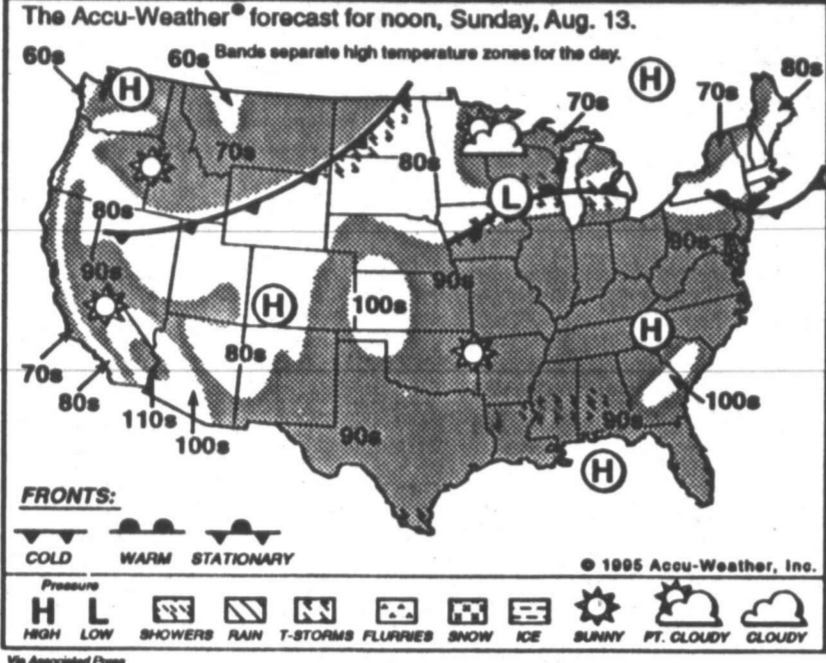 The Accu-Weather® forecast for noon, Sunday, Aug. 13.
Bands separate high temperature zones for the day.
60s
60s
H
H
70s
70s
80s
70s
80s
L
80s
80s
90s
90s
100s
H
H
80s
70s
80s
110s
100s
90s
90s
100s
H
FRONTS:
COLD WARM STATIONARY
© 1995 Accu-Weather, Inc.
Pressure
H L
HIGH LOW SHOWERS RAIN T-STORMS FLURRIES SNOW ICE SUNNY PT. CLOUDY CLOUDY
Via Associated Press